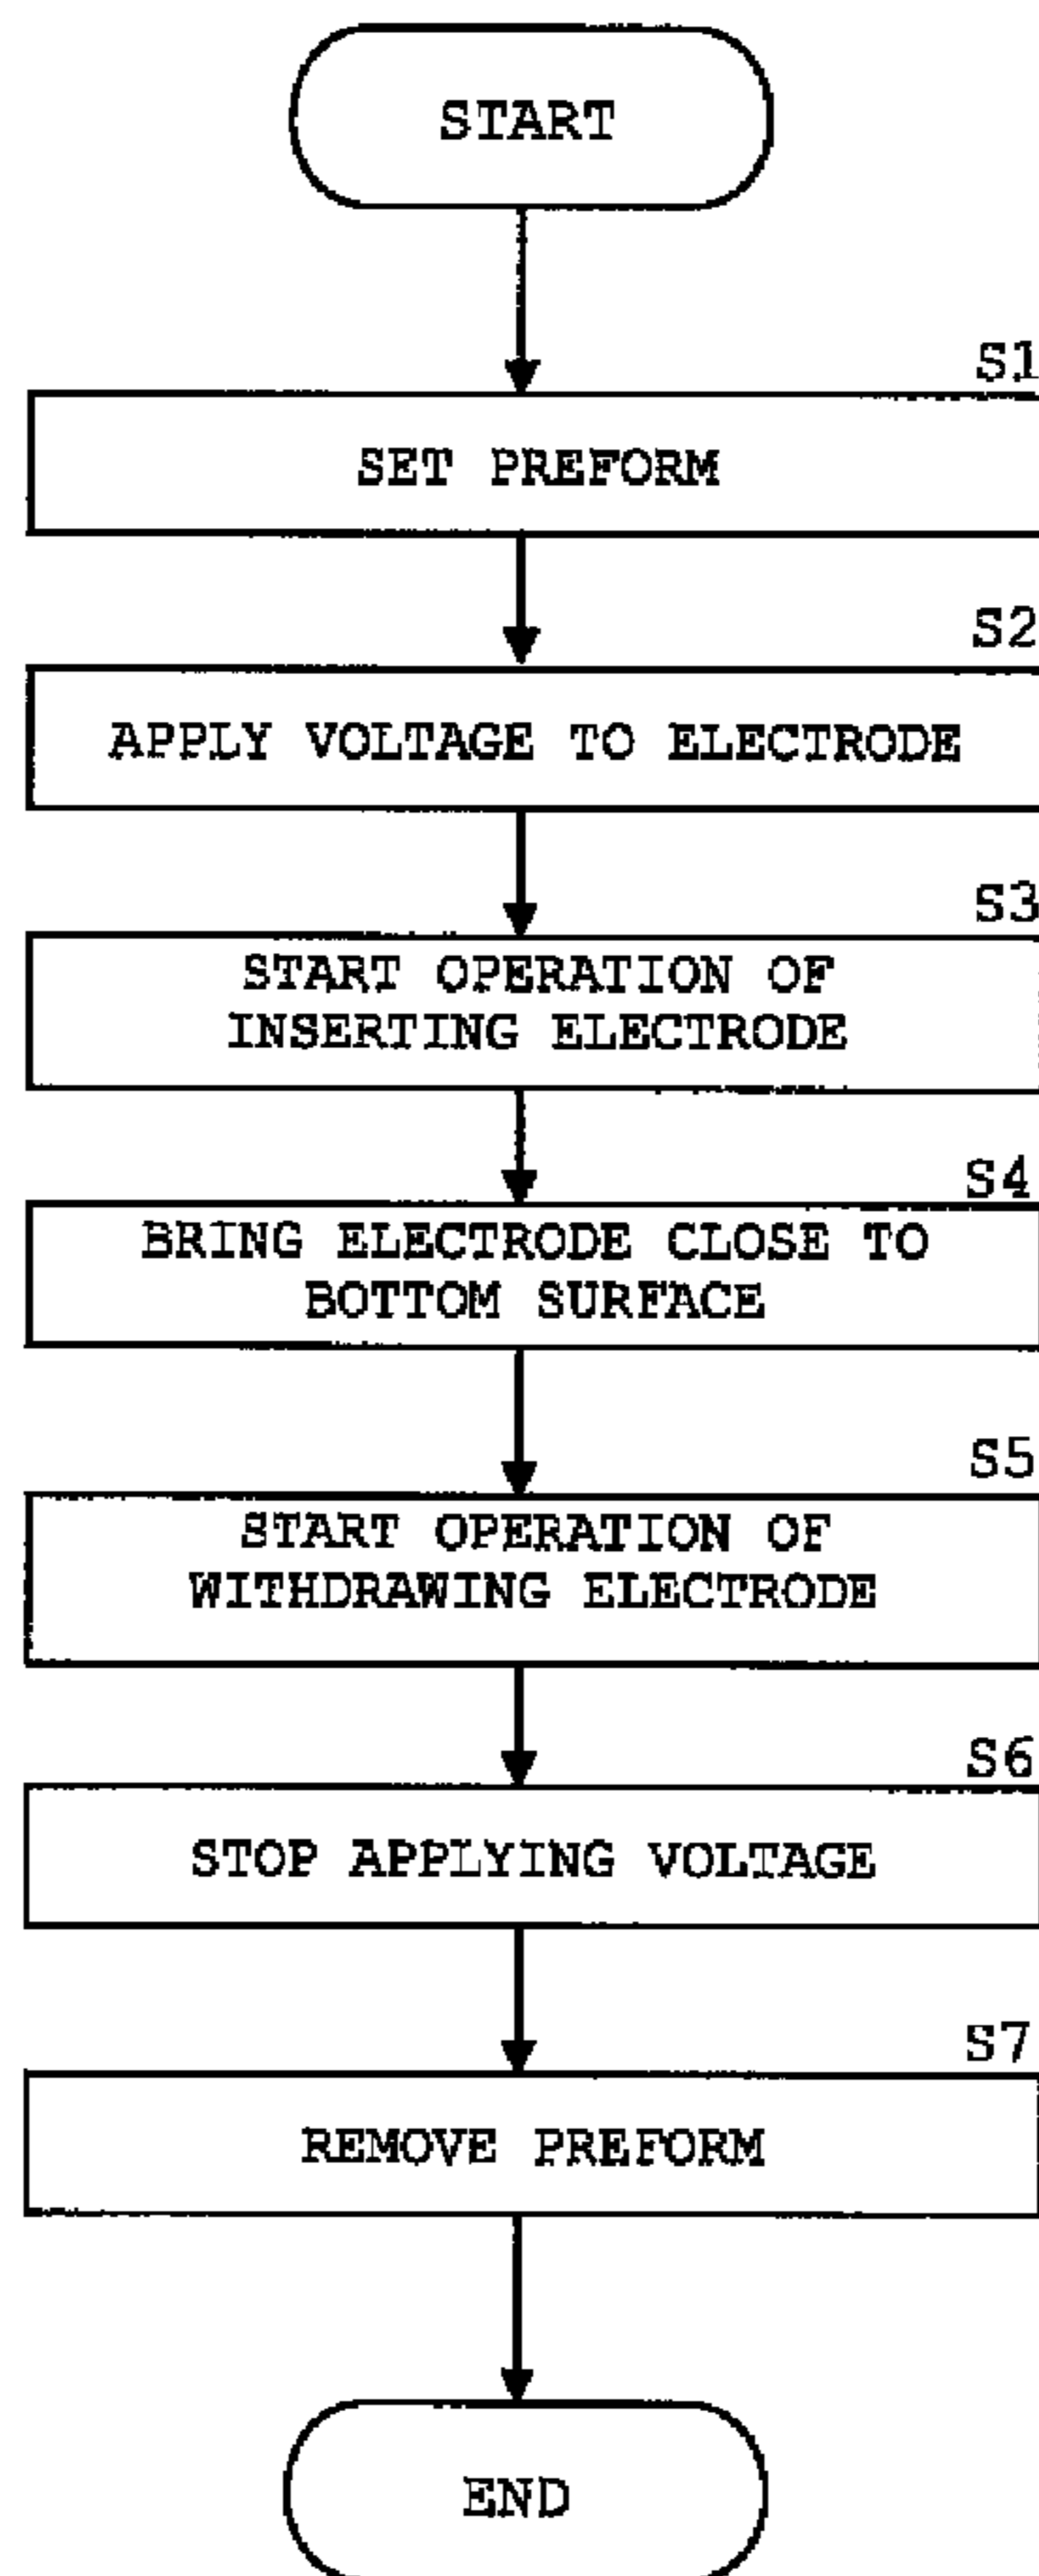 START
S1
SET PREFORM
S2
APPLY VOLTAGE TO ELECTRODE
S3
START OPERATION OF
INSERTING ELECTRODE
S4
BRING ELECTRODE CLOSE TO
BOTTOM SURFACE
S5
START OPERATION OF
WITHDRAWING ELECTRODE
S6
STOP APPLYING VOLTAGE
S7
REMOVE PREFORM
END